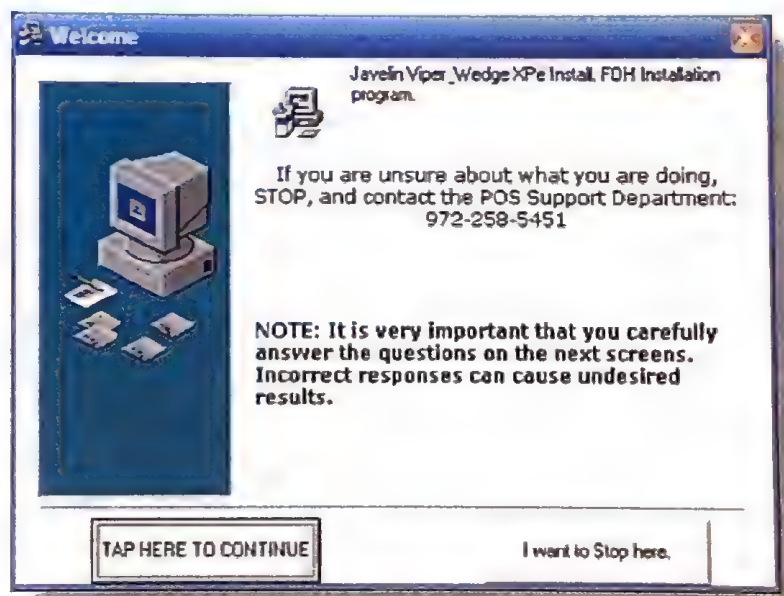 Welcome
Javelin Viper_Wedge XPe Install. FOH Installation
program.
If you are unsure about what you are doing,
STOP, and contact the POS Support Department:
972-258-5451
NOTE: It is very important that you carefully
answer the questions on the next screens.
Incorrect responses can cause undesired
results.
TAP HERE TO CONTINUE
I want to Stop here.